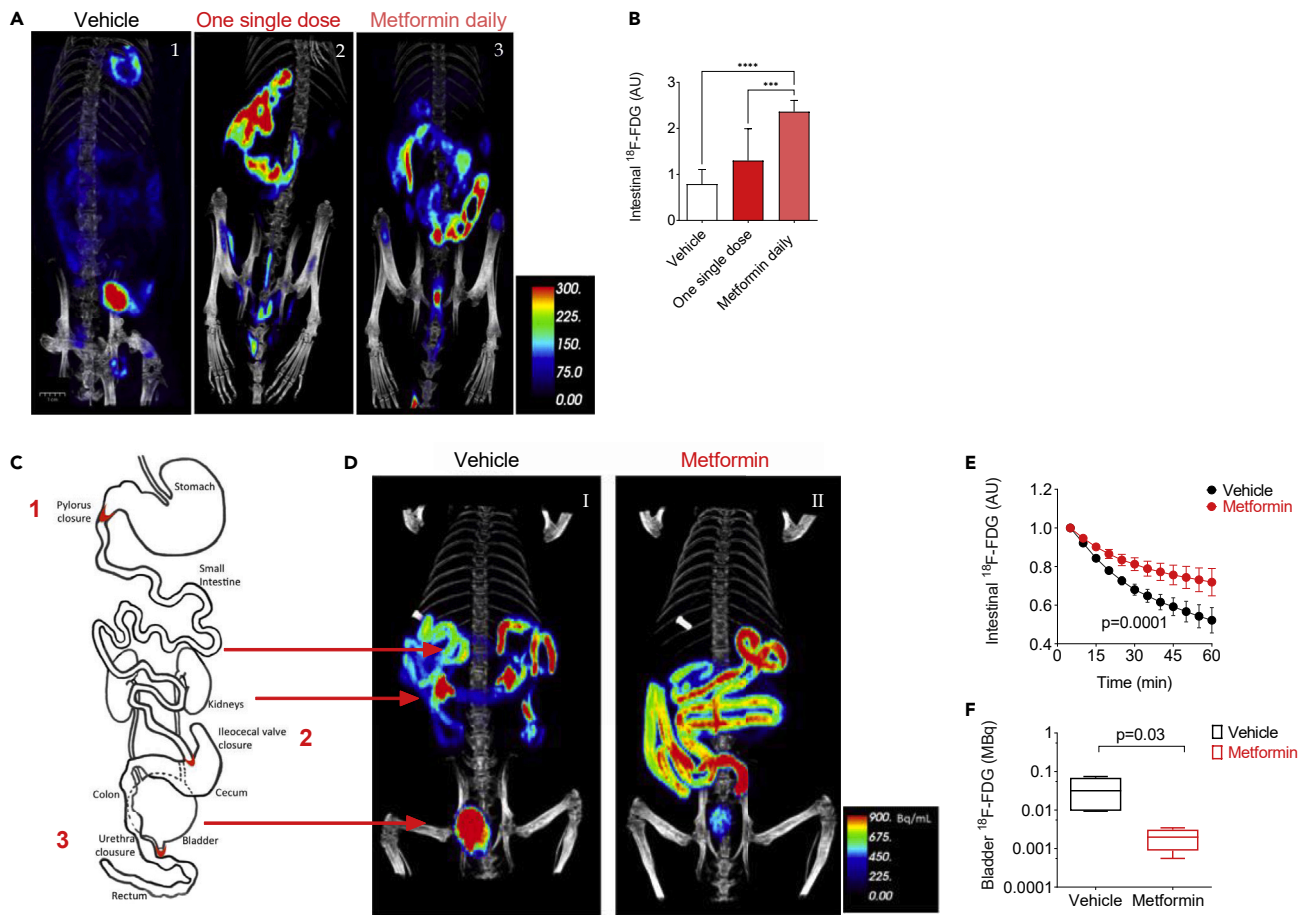 A
Vehicle
One single dose
Metformin daily
1
2
3
1 cm
300.
225.
150.
75.0
0.00
B
Intestinal ¹⁸F-FDG (AU)
3
2
1
0
****
***
Vehicle
One single dose
Metformin daily
C
1
Pylorus
closure
Stomach
Small
Intestine
Kidneys
Ileocecal valve
closure
2
Colon
Cecum
3
Urethra
clousure
Bladder
Rectum
D
Vehicle
Metformin
I
II
900. Bq/mL
675.
450.
225.
0.00
E
Intestinal ¹⁸F-FDG (AU)
1.2
1.0
0.8
0.6
0.4
Vehicle
Metformin
p=0.0001
0 15 30 45 60
Time (min)
F
Bladder ¹⁸F-FDG (MBq)
1
0.1
0.01
0.001
0.0001
p=0.03
Vehicle
Metformin
Vehicle Metformin